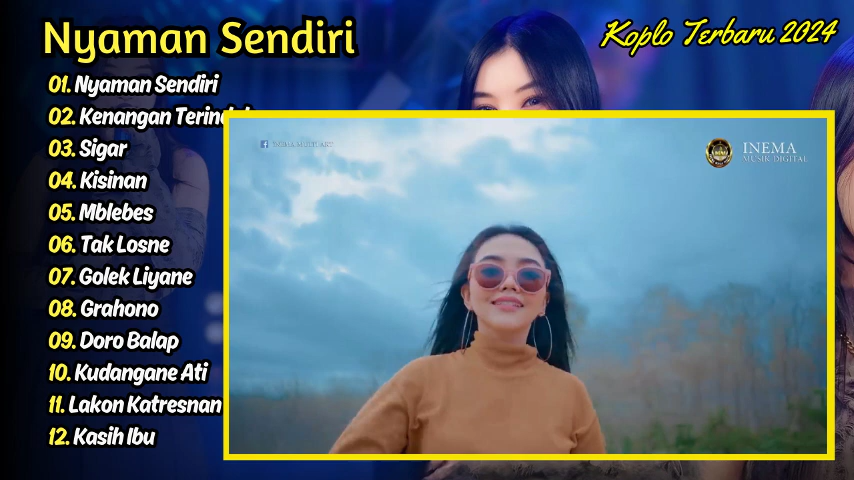 Nyaman Sendiri
Koplo Terbaru 2024
01. Nyaman Sendiri
02. Kenangan
03. Sigar
04. Kisinan
05. Mblebes
06. Tak Losne
07. Golek Liyane
08. Grahono
09. Doro Balap
10. Kudangane Ati
11. Lakon Katresnan
12. Kasih Ibu
INEMA
MUSIK DIGITAL